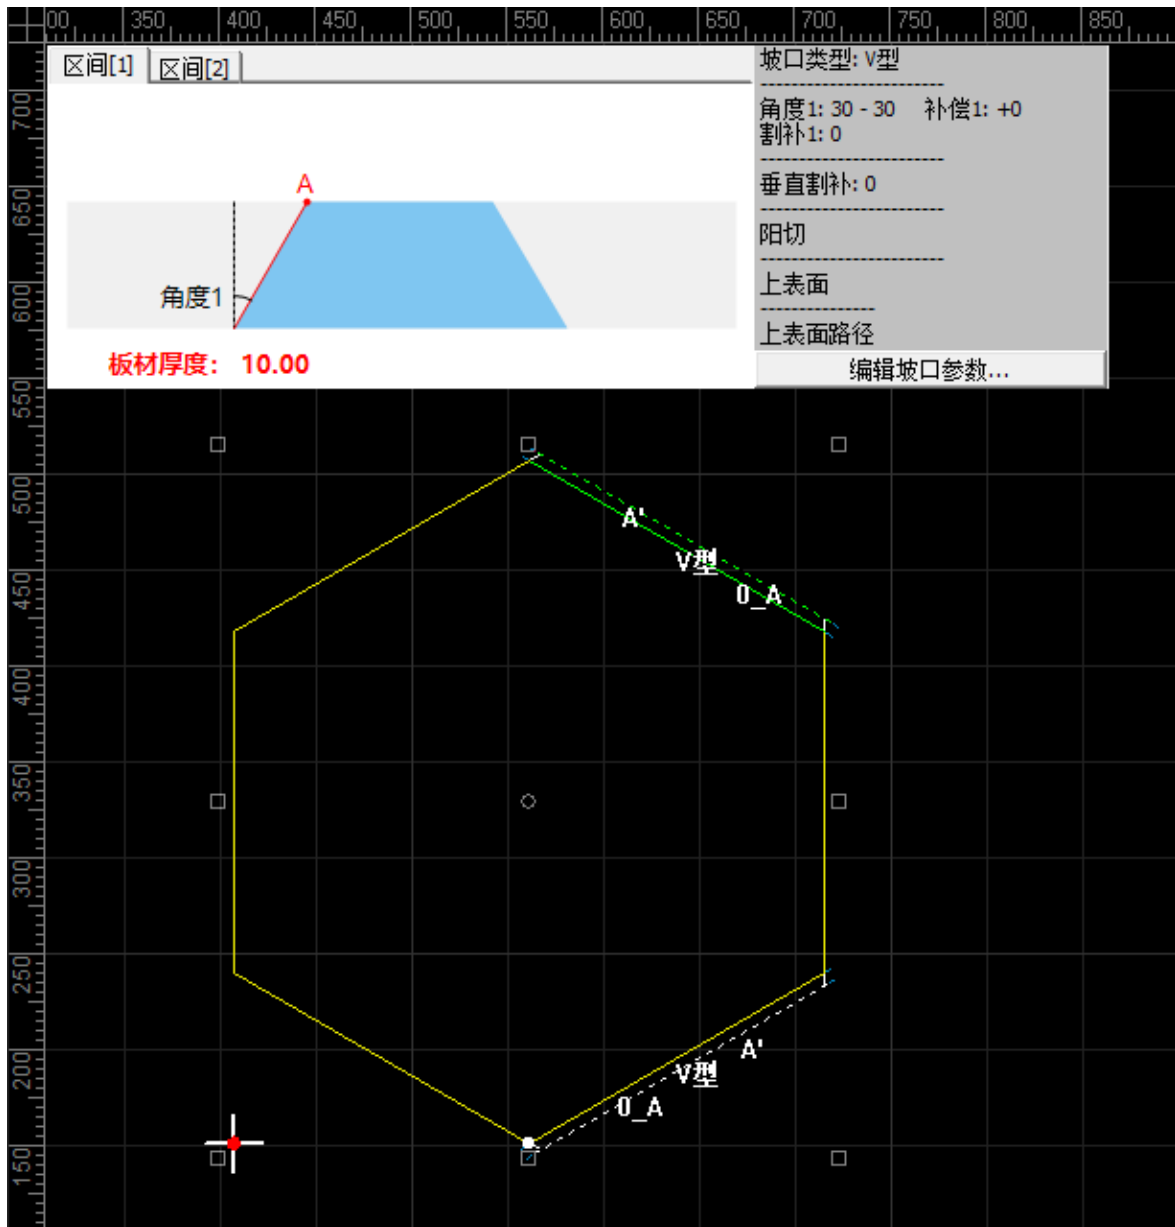 00 350 400 450 500 550 600 650 700 750 800 850
区间[1] 区间[2]
坡口类型: V型
------------------------
角度1: 30 - 30 补偿1: +0
割补1: 0
------------------------
垂直割补: 0
------------------------
阳切
------------------------
上表面
---------------
上表面路径
编辑坡口参数...
A
角度1
板材厚度： 10.00
700
650
600
550
500
450
400
350
300
250
200
150
A'
V型
0_A
A'
V型
0_A